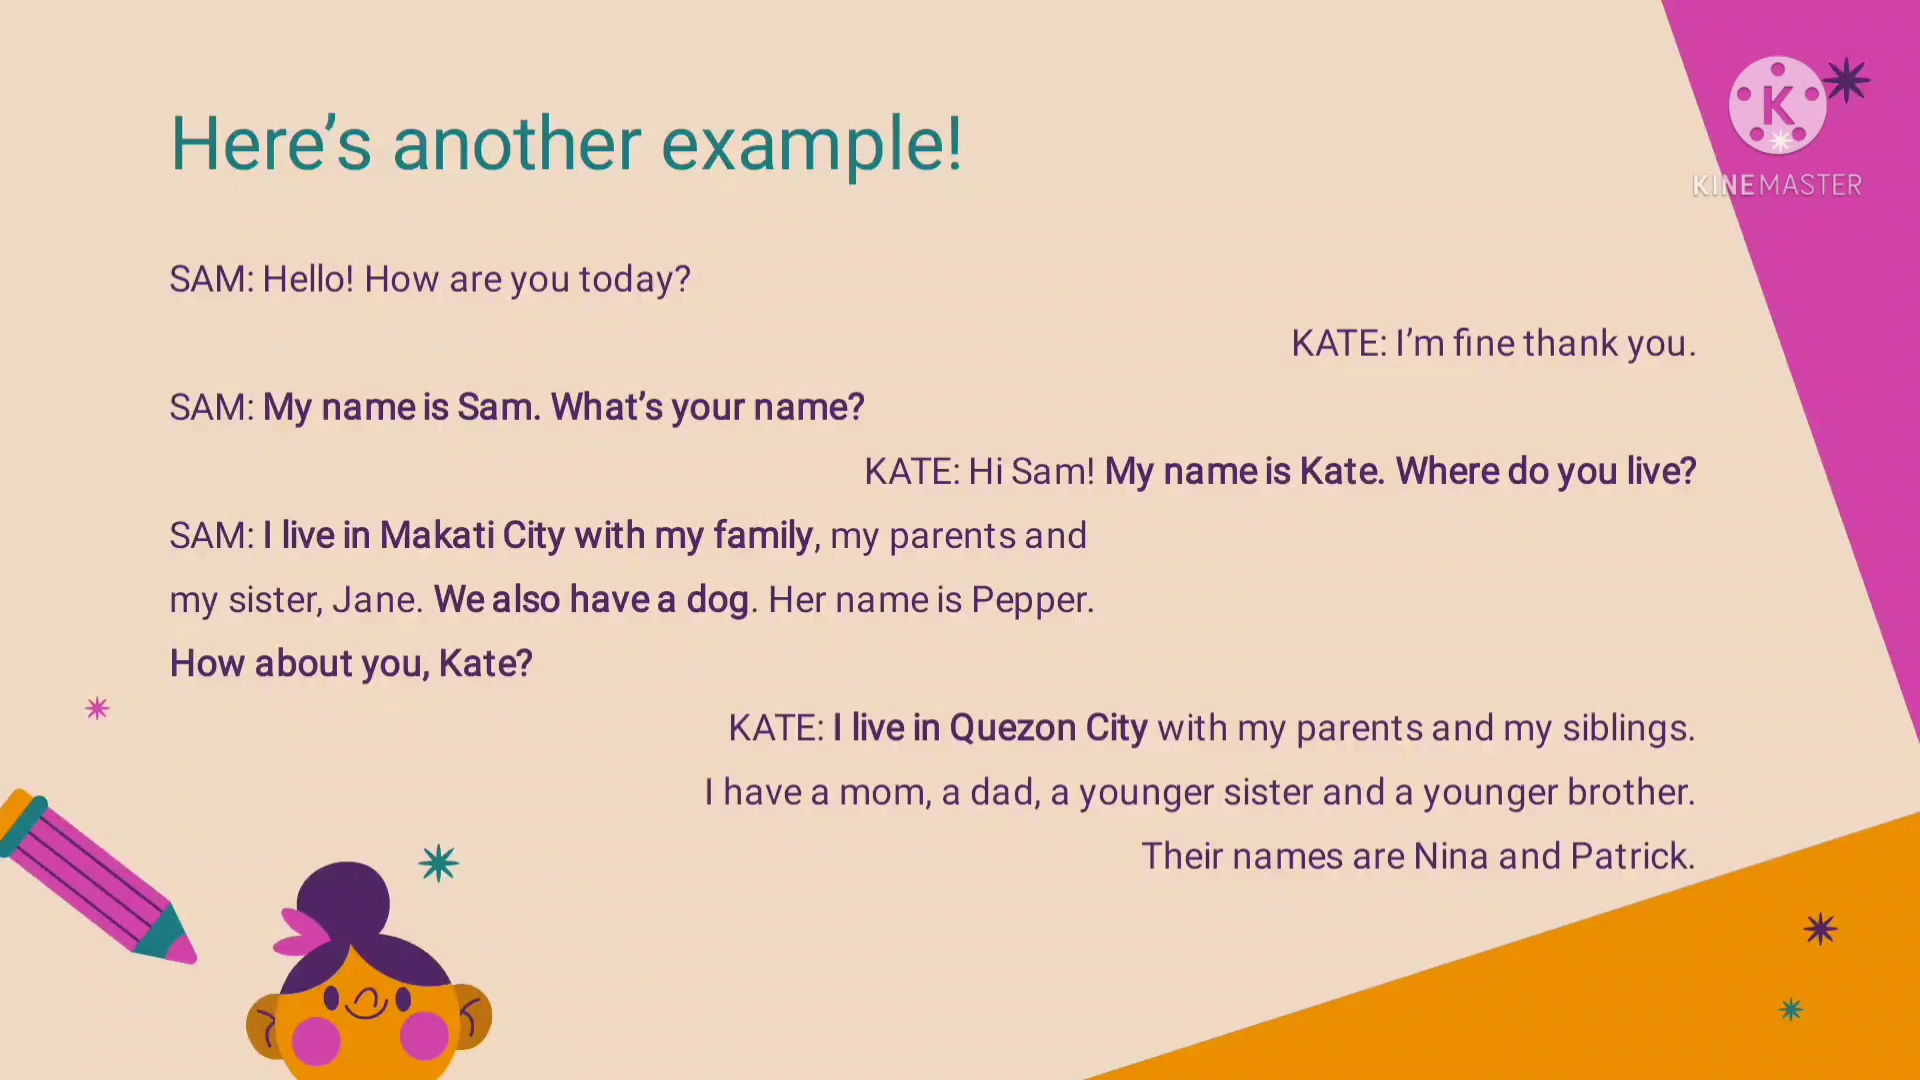 Here’s another example!
K
KINEMASTER
SAM: Hello! How are you today?
KATE: I’m fine thank you.
SAM: My name is Sam. What’s your name?
KATE: Hi Sam! My name is Kate. Where do you live?
SAM: I live in Makati City with my family, my parents and
my sister, Jane. We also have a dog. Her name is Pepper.
How about you, Kate?
KATE: I live in Quezon City with my parents and my siblings.
I have a mom, a dad, a younger sister and a younger brother.
Their names are Nina and Patrick.